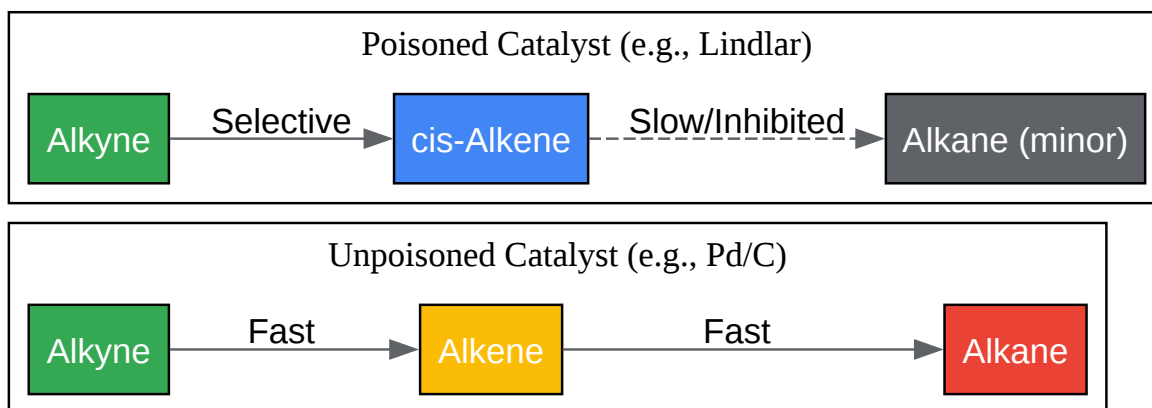 Poisoned Catalyst (e.g., Lindlar)
Alkyne
Selective
cis-Alkene
Slow/Inhibited
Alkane (minor)
Unpoisoned Catalyst (e.g., Pd/C)
Alkyne
Fast
Alkene
Fast
Alkane